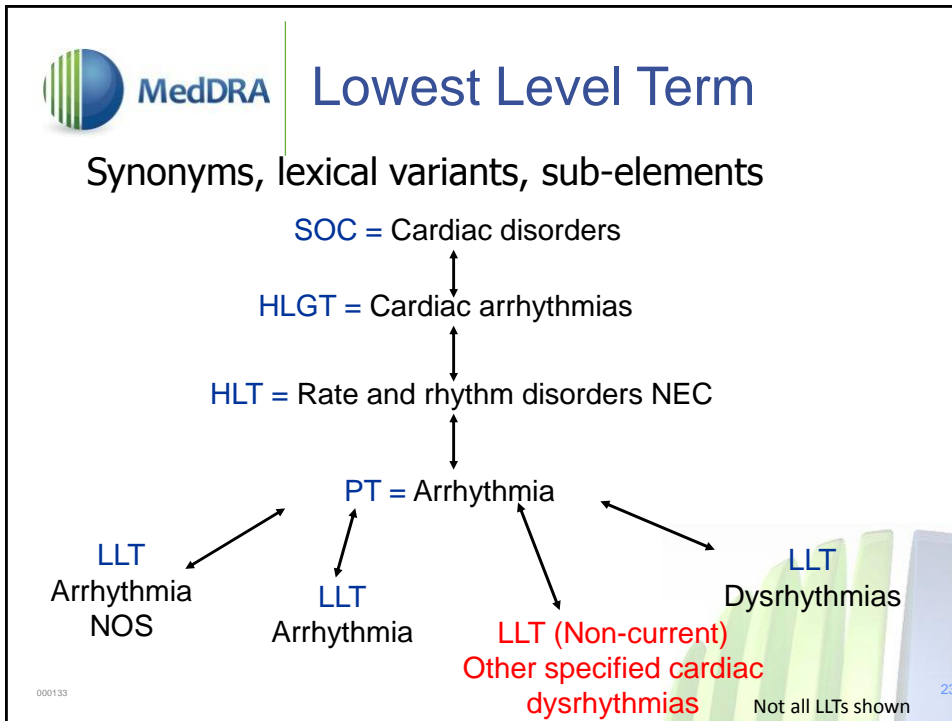 MedDRA
Lowest Level Term
Synonyms, lexical variants, sub-elements
SOC = Cardiac disorders
HLGT = Cardiac arrhythmias
HLT = Rate and rhythm disorders NEC
PT = Arrhythmia
LLT
Arrhythmia
NOS
LLT
Arrhythmia
LLT (Non-current)
Other specified cardiac
dysrhythmias
LLT
Dysrhythmias
000133
Not all LLTs shown
23